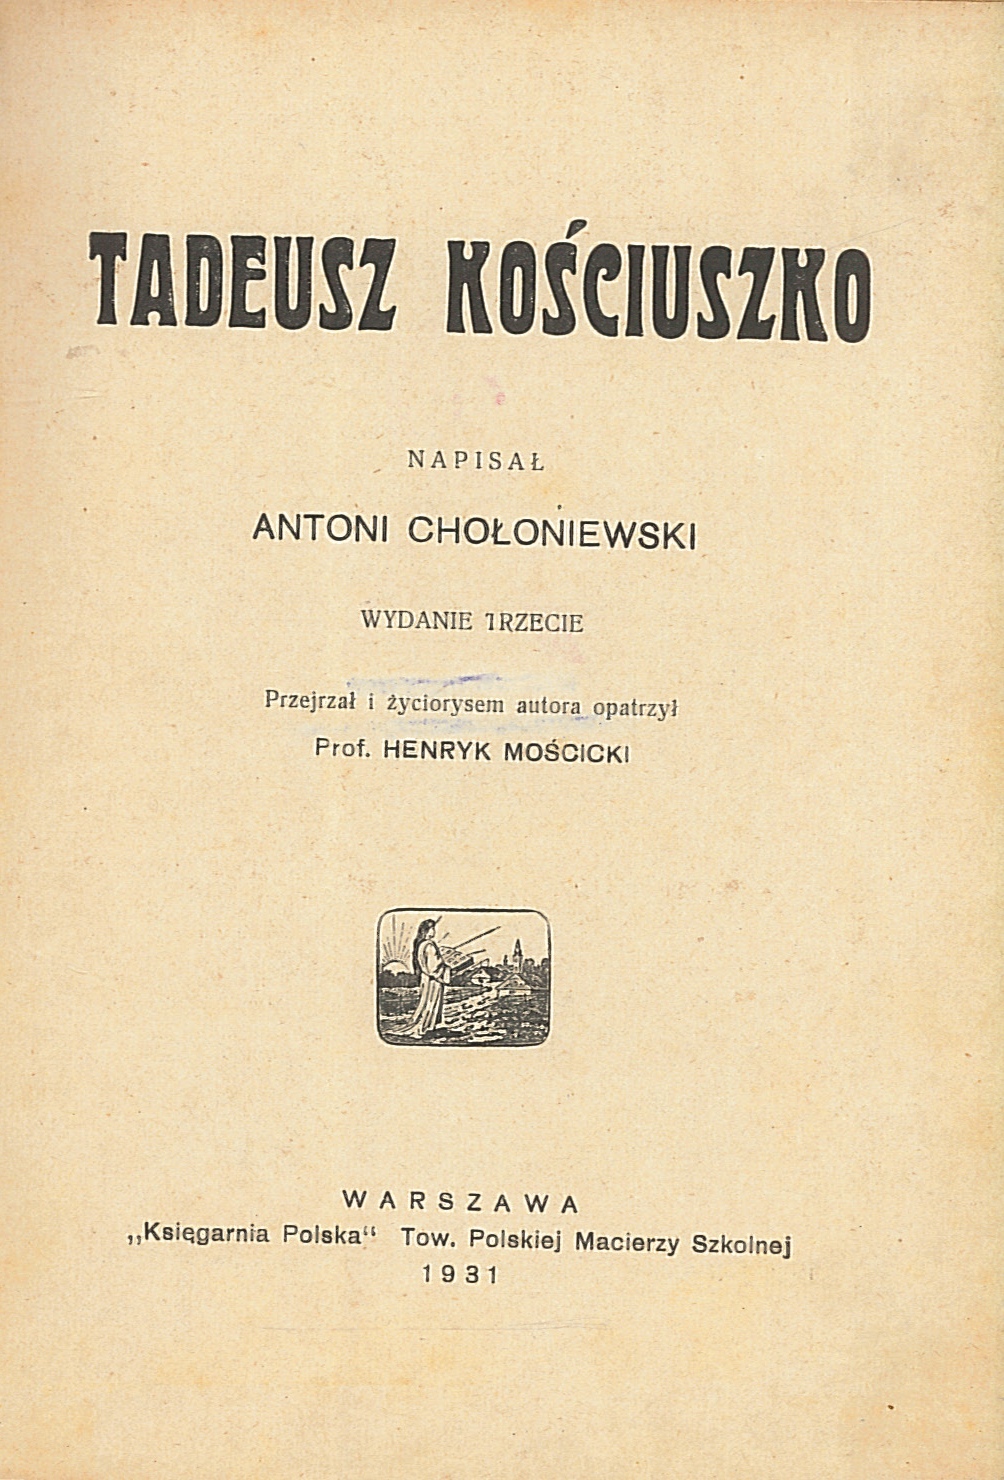 TADEUSZ KOŚCIUSZKO
NAPISAŁ
ANTONI CHOŁONIEWSKI
WYDANIE TRZECIE
Przejrzał i życiorysem autora opatrzył
Prof. HENRYK MOŚCICKI
WARSZAWA
„Księgarnia Polska“ Tow. Polskiej Macierzy Szkolnej
1931